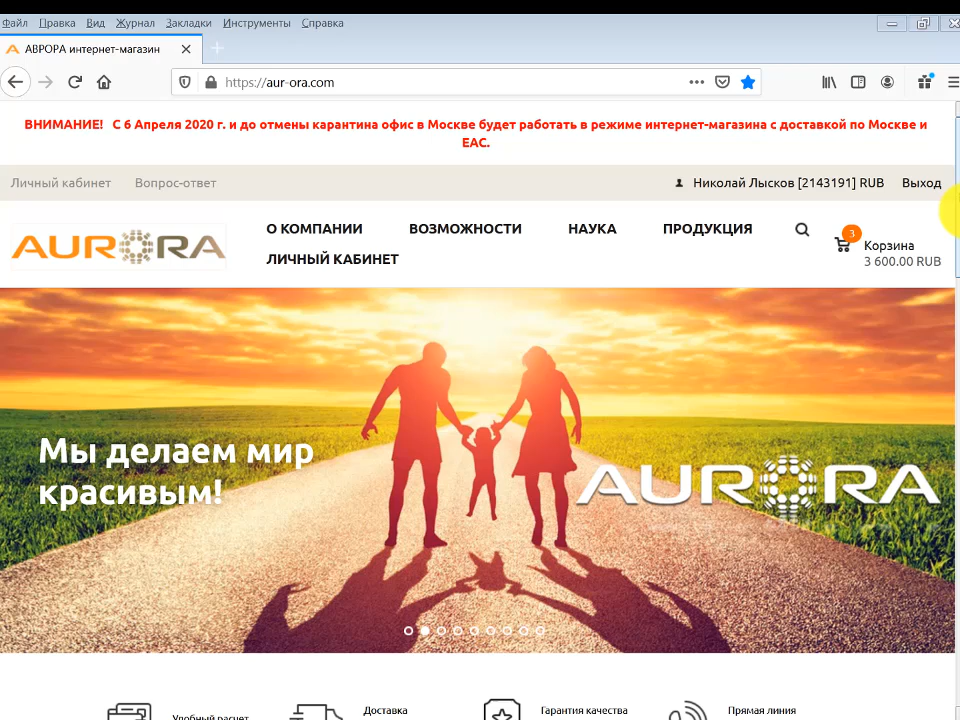 Файл Правка Вид Журнал Закладки Инструменты Справка
АВРОРА интернет-магазин
https://aur-ora.com
ВНИМАНИЕ! С 6 Апреля 2020 г. и до отмены карантина офис в Москве будет работать в режиме интернет-магазина с доставкой по Москве и
ЕАС.
Личный кабинет Вопрос-ответ Николай Лысков [2143191] RUB Выход
AURORA
О КОМПАНИИ ВОЗМОЖНОСТИ НАУКА ПРОДУКЦИЯ
ЛИЧНЫЙ КАБИНЕТ
3
Корзина
3 600.00 RUB
Мы делаем мир
красивым!
AURORA
Удобный расчет
Доставка
Гарантия качества
Прямая линия